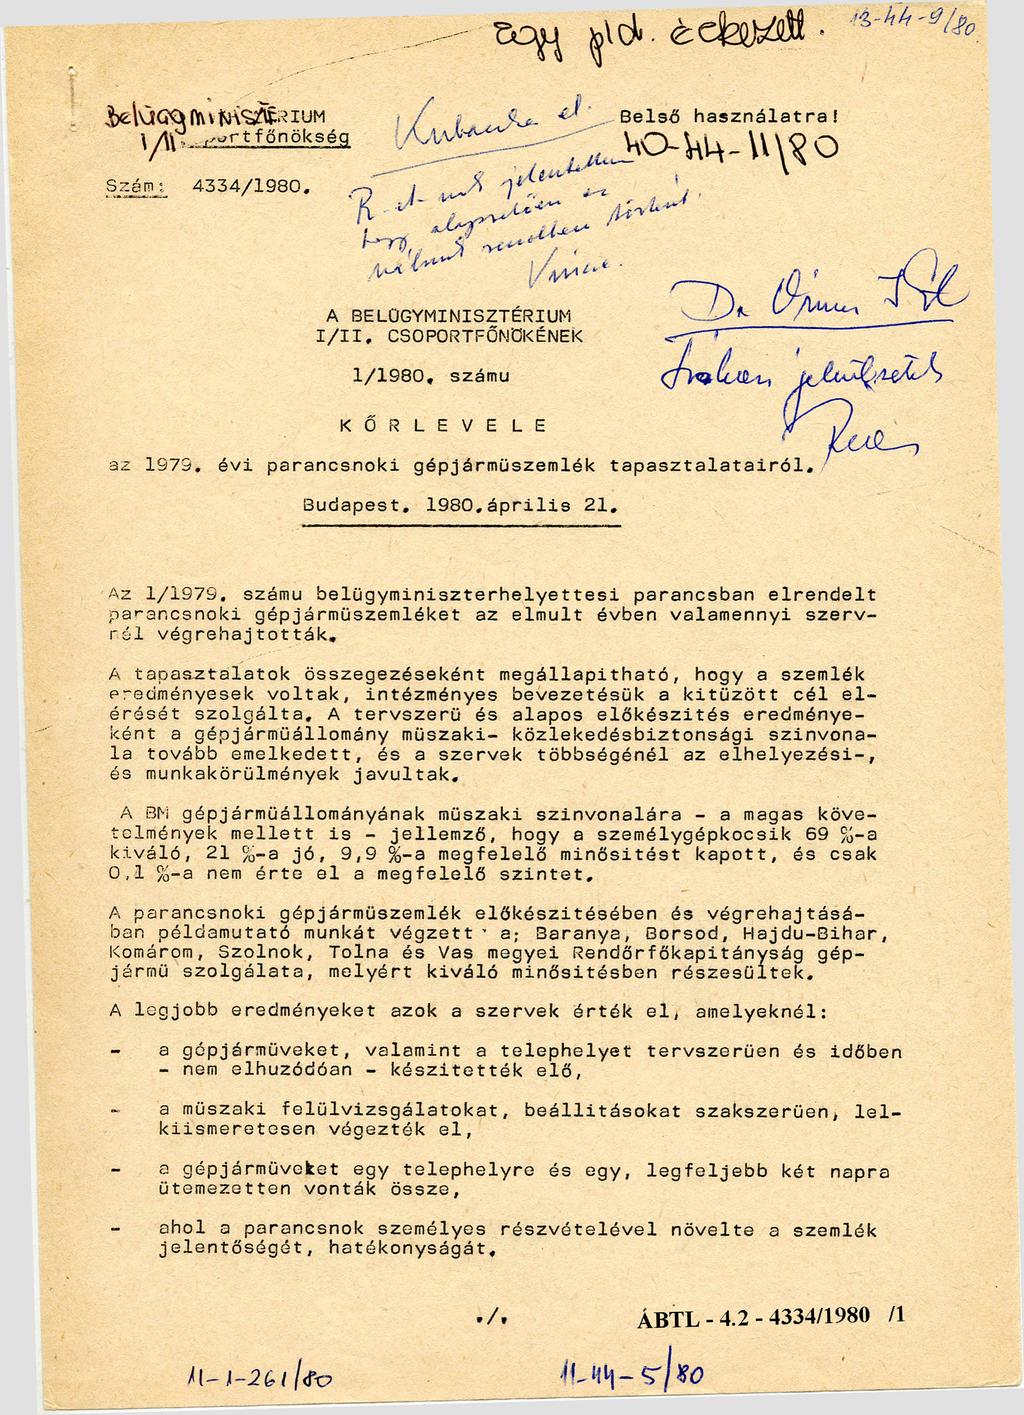 Egy pld. érkezett.
13-44-9/80
BelügyMINISZTÉRIUM
I/II. portfőnökség
Belső használatra!
40-44-11/80
Szám: 4334/1980.
hogy alapvetően
rendben történt.
A BELÜGYMINISZTÉRIUM
I/II. CSOPORTFŐNÖKÉNEK
1/1980. számu
KŐRLEVELE
az 1979. évi parancsnoki gépjármüszemlék tapasztalatairól.
Budapest. 1980.április 21.
Az 1/1979. számu belügyminiszterhelyettesi parancsban elrendelt
parancsnoki gépjármüszemléket az elmult évben valamennyi szerv-
nél végrehajtották.
A tapasztalatok összegezéseként megállapitható, hogy a szemlék
eredményesek voltak, intézményes bevezetésük a kitüzött cél el-
érését szolgálta. A tervszerü és alapos előkészités eredménye-
ként a gépjármüállomány müszaki- közlekedésbiztonsági szinvona-
la tovább emelkedett, és a szervek többségénél az elhelyezési-,
és munkakörülmények javultak.
A BM gépjármüállományának müszaki szinvonalára - a magas köve-
telmények mellett is - jellemző, hogy a személygépkocsik 69 %-a
kiváló, 21 %-a jó, 9,9 %-a megfelelő minősitést kapott, és csak
0,1 %-a nem érte el a megfelelő szintet.
A parancsnoki gépjármüszemlék előkészitésében és végrehajtásá-
ban példamutató munkát végzett a; Baranya, Borsod, Hajdu-Bihar,
Komárom, Szolnok, Tolna és Vas megyei Rendőrfőkapitányság gép-
jármü szolgálata, melyért kiváló minősitésben részesültek.
A legjobb eredményeket azok a szervek érték el, amelyeknél:
- a gépjármüveket, valamint a telephelyet tervszerüen és időben
- nem elhuzódóan - készitették elő,
- a müszaki felülvizsgálatokat, beállitásokat szakszerüen, lel-
kiismeretesen végezték el,
- a gépjármüveket egy telephelyre és egy, legfeljebb két napra
ütemezetten vonták össze,
- ahol a parancsnok személyes részvételével növelte a szemlék
jelentőségét, hatékonyságát.
./.
ÁBTL - 4.2 - 4334/1980 /1
11-1-261/80
11-44-5/80